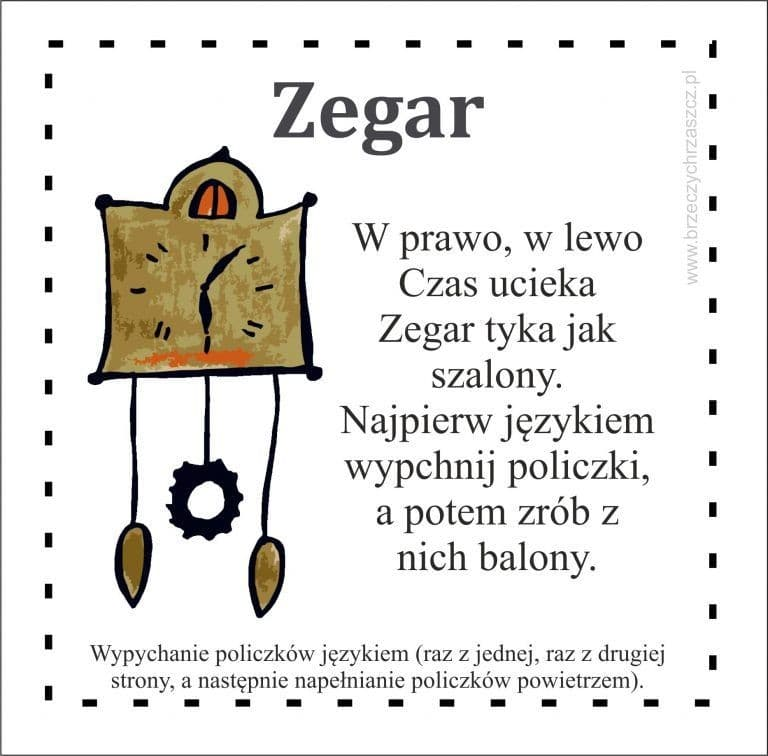 Zegar
www.brzeczychrzaszcz.pl
W prawo, w lewo
Czas ucieka
Zegar tyka jak
szalony.
Najpierw językiem
wypchnij policzki,
a potem zrób z
nich balony.
Wypychanie policzków językiem (raz z jednej, raz z drugiej
strony, a następnie napełnianie policzków powietrzem).